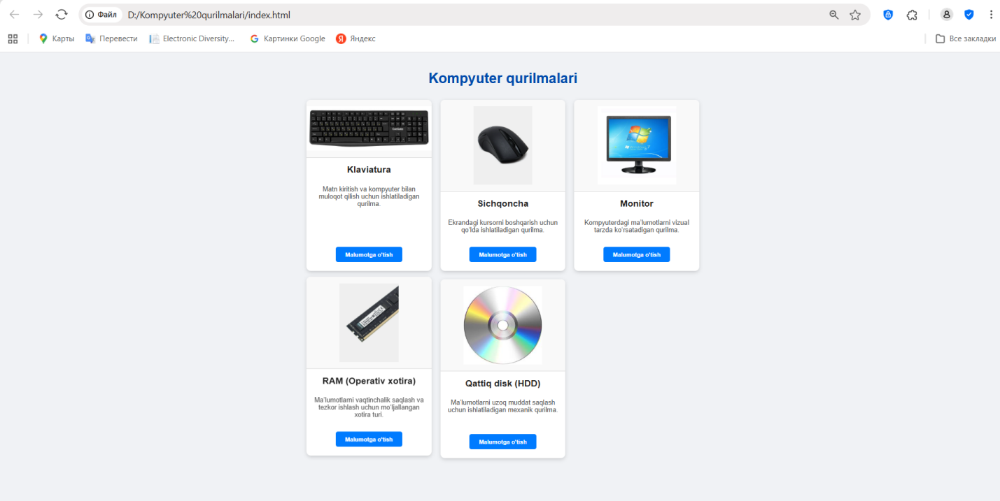 Файл
D:/Kompyuter%20qurilmalari/index.html
Карты
Перевести
Electronic Diversity...
Картинки Google
Яндекс
Все закладки
Kompyuter qurilmalari
Klaviatura
Matn kiritish va kompyuter bilan
muloqot qilish uchun ishlatiladigan
qurilma.
Malumotga o'tish
Sichqoncha
Ekrandagi kursorni boshqarish uchun
qo'lda ishlatiladigan qurilma.
Malumotga o'tish
Monitor
Kompyuterdagi ma'lumotlarni vizual
tarzda ko'rsatadigan qurilma.
Malumotga o'tish
RAM (Operativ xotira)
Ma'lumotlarni vaqtinchalik saqlash va
tezkor ishlash uchun mo'ljallangan
xotira turi.
Malumotga o'tish
Qattiq disk (HDD)
Ma'lumotlarni uzoq muddat saqlash
uchun ishlatiladigan mexanik qurilma.
Malumotga o'tish